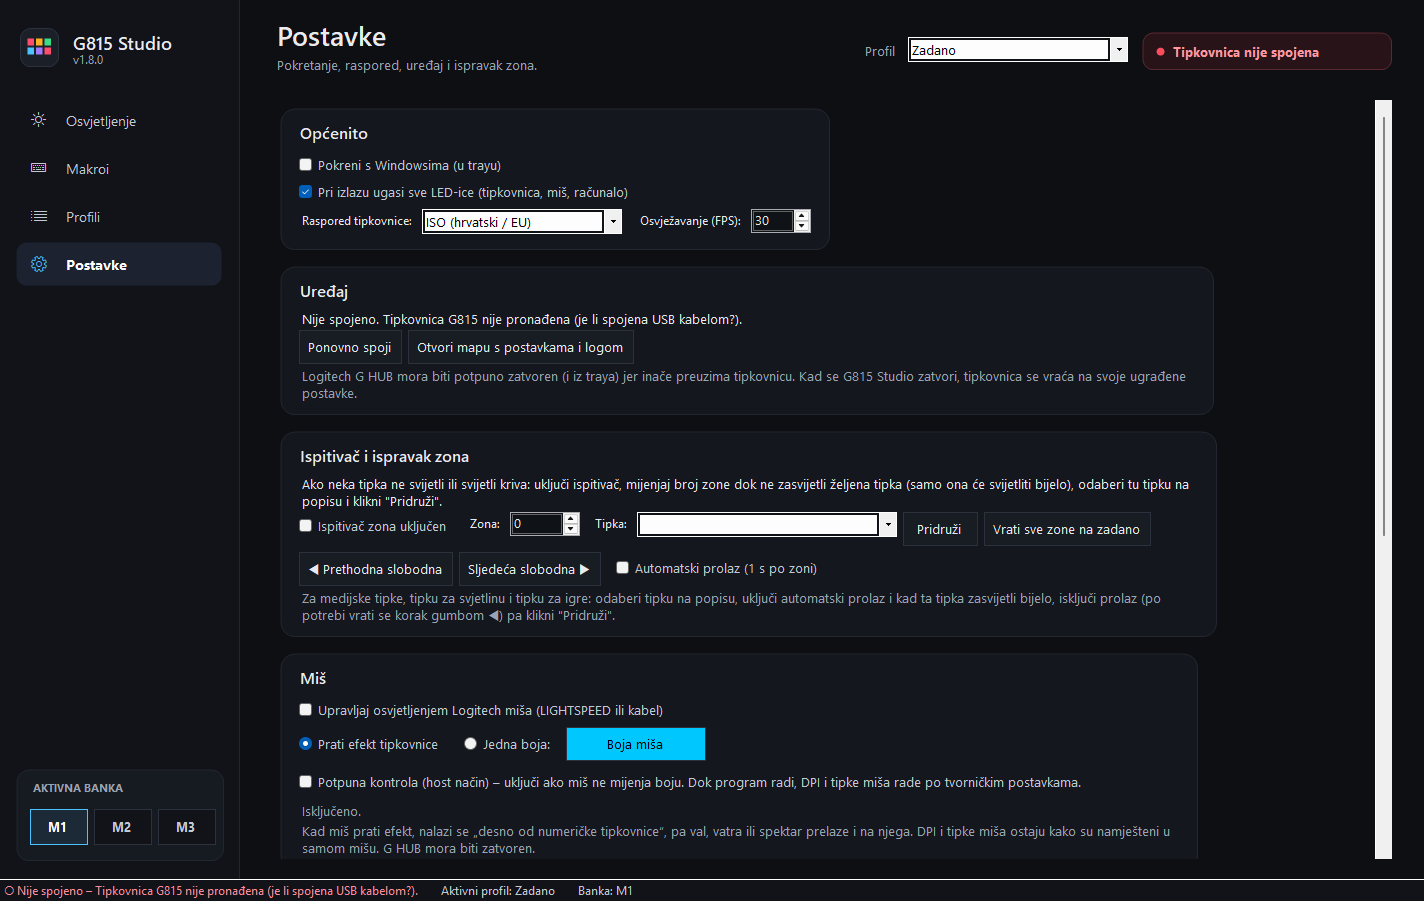 G815 Studio
v1.8.0
Osvjetljenje
Makroi
Profili
Postavke
AKTIVNA BANKA
M1 M2 M3
Postavke
Pokretanje, raspored, uređaj i ispravak zona.
Profil Zadano
Tipkovnica nije spojena
Općenito
Pokreni s Windowsima (u trayu)
Pri izlazu ugasi sve LED-ice (tipkovnica, miš, računalo)
Raspored tipkovnice: ISO (hrvatski / EU) Osvježavanje (FPS): 30
Uređaj
Nije spojeno. Tipkovnica G815 nije pronađena (je li spojena USB kabelom?).
Ponovno spoji Otvori mapu s postavkama i logom
Logitech G HUB mora biti potpuno zatvoren (i iz traya) jer inače preuzima tipkovnicu. Kad se G815 Studio zatvori, tipkovnica se vraća na svoje ugrađene
postavke.
Ispitivač i ispravak zona
Ako neka tipka ne svijetli ili svijetli kriva: uključi ispitivač, mijenjaj broj zone dok ne zasvijetli željena tipka (samo ona će svijetliti bijelo), odaberi tu tipku na
popisu i klikni "Pridruži".
Ispitivač zona uključen Zona: 0 Tipka: Pridruži Vrati sve zone na zadano
◀ Prethodna slobodna Sljedeća slobodna ▶ Automatski prolaz (1 s po zoni)
Za medijske tipke, tipku za svjetlinu i tipku za igre: odaberi tipku na popisu, uključi automatski prolaz i kad ta tipka zasvijetli bijelo, isključi prolaz (po
potrebi vrati se korak gumbom ◀) pa klikni "Pridruži".
Miš
Upravljaj osvjetljenjem Logitech miša (LIGHTSPEED ili kabel)
Prati efekt tipkovnice Jedna boja: Boja miša
Potpuna kontrola (host način) – uključi ako miš ne mijenja boju. Dok program radi, DPI i tipke miša rade po tvorničkim postavkama.
Isključeno.
Kad miš prati efekt, nalazi se „desno od numeričke tipkovnice“, pa val, vatra ili spektar prelaze i na njega. DPI i tipke miša ostaju kako su namješteni u
samom mišu. G HUB mora biti zatvoren.
Nije spojeno – Tipkovnica G815 nije pronađena (je li spojena USB kabelom?). Aktivni profil: Zadano Banka: M1